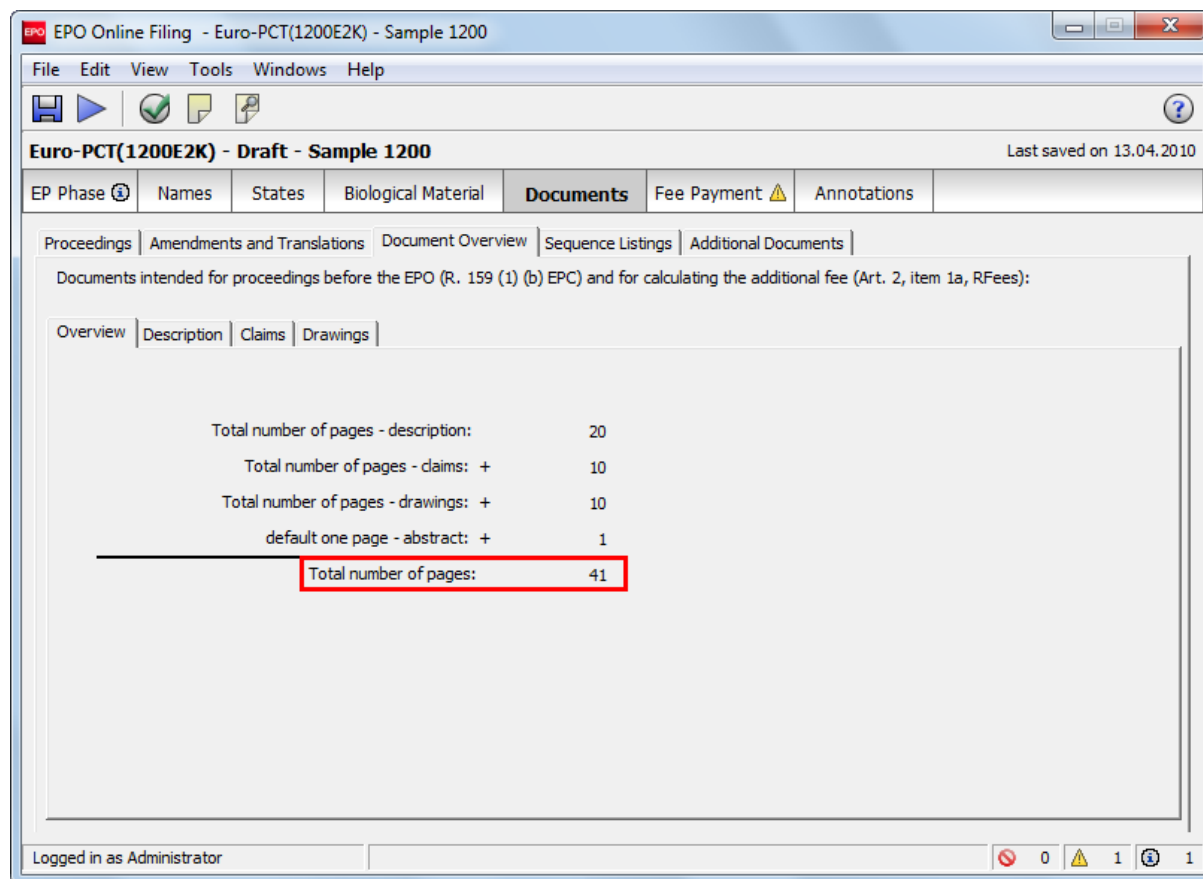 EPO EPO Online Filing - Euro-PCT(1200E2K) - Sample 1200
File Edit View Tools Windows Help
Euro-PCT(1200E2K) - Draft - Sample 1200 Last saved on 13.04.2010
EP Phase Names States Biological Material Documents Fee Payment Annotations
Proceedings Amendments and Translations Document Overview Sequence Listings Additional Documents
Documents intended for proceedings before the EPO (R. 159 (1) (b) EPC) and for calculating the additional fee (Art. 2, item 1a, RFees):
Overview Description Claims Drawings
Total number of pages - description: 20
Total number of pages - claims: + 10
Total number of pages - drawings: + 10
default one page - abstract: + 1
Total number of pages: 41
Logged in as Administrator 0 1 1